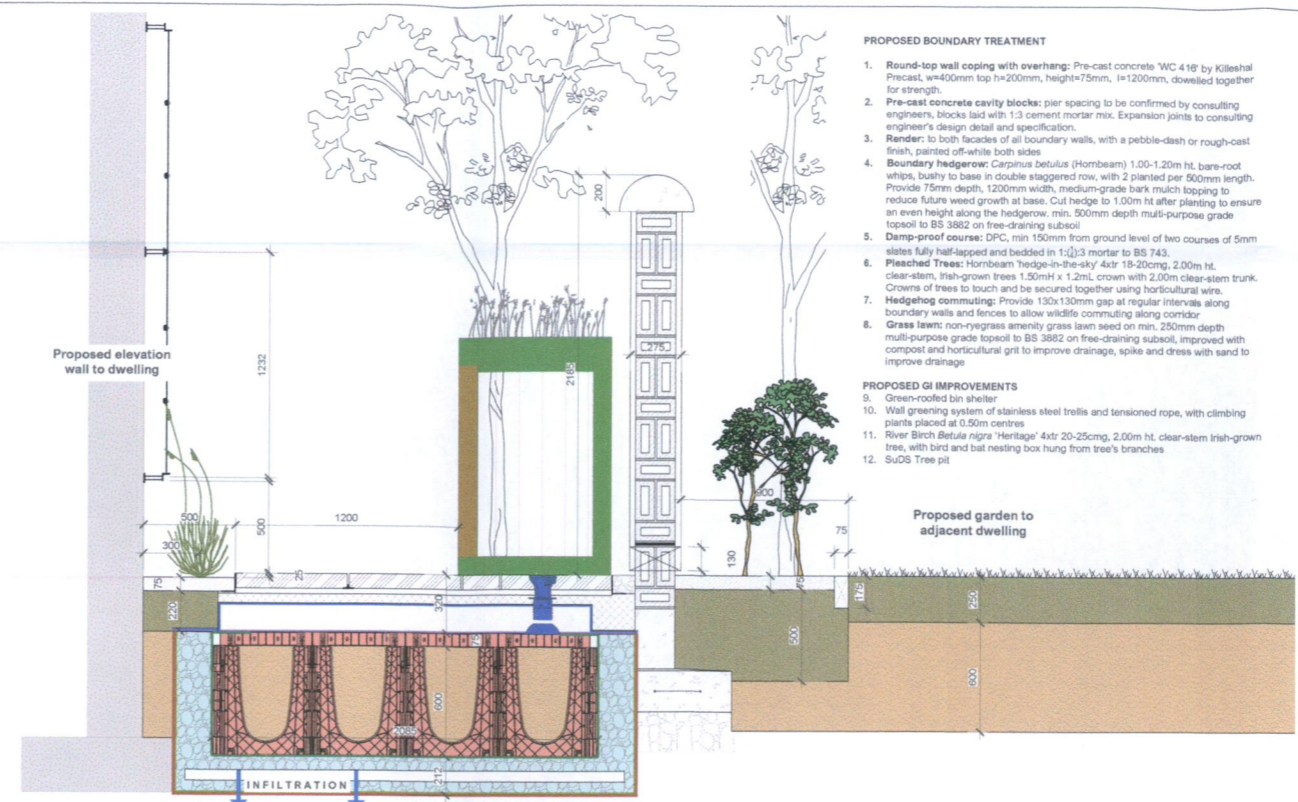 PROPOSED BOUNDARY TREATMENT
1. Round-top wall coping with overhang: Pre-cast concrete 'WC 416' by Killeshal
Precast, w=400mm top h=200mm, height=75mm, l=1200mm, dowelled together
for strength.
2. Pre-cast concrete cavity blocks: pier spacing to be confirmed by consulting
engineers, blocks laid with 1:3 cement mortar mix. Expansion joints to consulting
engineer's design detail and specification.
3. Render: to both facades of all boundary walls, with a pebble-dash or rough-cast
finish, painted off-white both sides
4. Boundary hedgerow: Carpinus betulus (Hornbeam) 1.00-1.20m ht. bare-root
whips, bushy to base in double staggered row, with 2 planted per 500mm length.
Provide 75mm depth, 1200mm width, medium-grade bark mulch topping to
reduce future weed growth at base. Cut hedge to 1.00m ht after planting to ensure
an even height along the hedgerow. min. 500mm depth multi-purpose grade
topsoil to BS 3882 on free-draining subsoil
5. Damp-proof course: DPC, min 150mm from ground level of two courses of 5mm
slates fully half-lapped and bedded in 1:(½):3 mortar to BS 743.
6. Pleached Trees: Hornbeam 'hedge-in-the-sky' 4xtr 18-20cmg, 2.00m ht.
clear-stem, Irish-grown trees 1.50mH x 1.2mL crown with 2.00m clear-stem trunk.
Crowns of trees to touch and be secured together using horticultural wire.
7. Hedgehog commuting: Provide 130x130mm gap at regular intervals along
boundary walls and fences to allow wildlife commuting along corridor
8. Grass lawn: non-ryegrass amenity grass lawn seed on min. 250mm depth
multi-purpose grade topsoil to BS 3882 on free-draining subsoil, improved with
compost and horticultural grit to improve drainage, spike and dress with sand to
improve drainage
PROPOSED GI IMPROVEMENTS
9. Green-roofed bin shelter
10. Wall greening system of stainless steel trellis and tensioned rope, with climbing
plants placed at 0.50m centres
11. River Birch Betula nigra 'Heritage' 4xtr 20-25cmg, 2.00m ht. clear-stem Irish-grown
tree, with bird and bat nesting box hung from tree's branches
12. SuDS Tree pit
200
Proposed elevation
wall to dwelling
1232
2185
275
500
300
500
1200
900
130
75
Proposed garden to
adjacent dwelling
75
220
25
320
75
75
175
250
500
600
600
2085
212
INFILTRATION